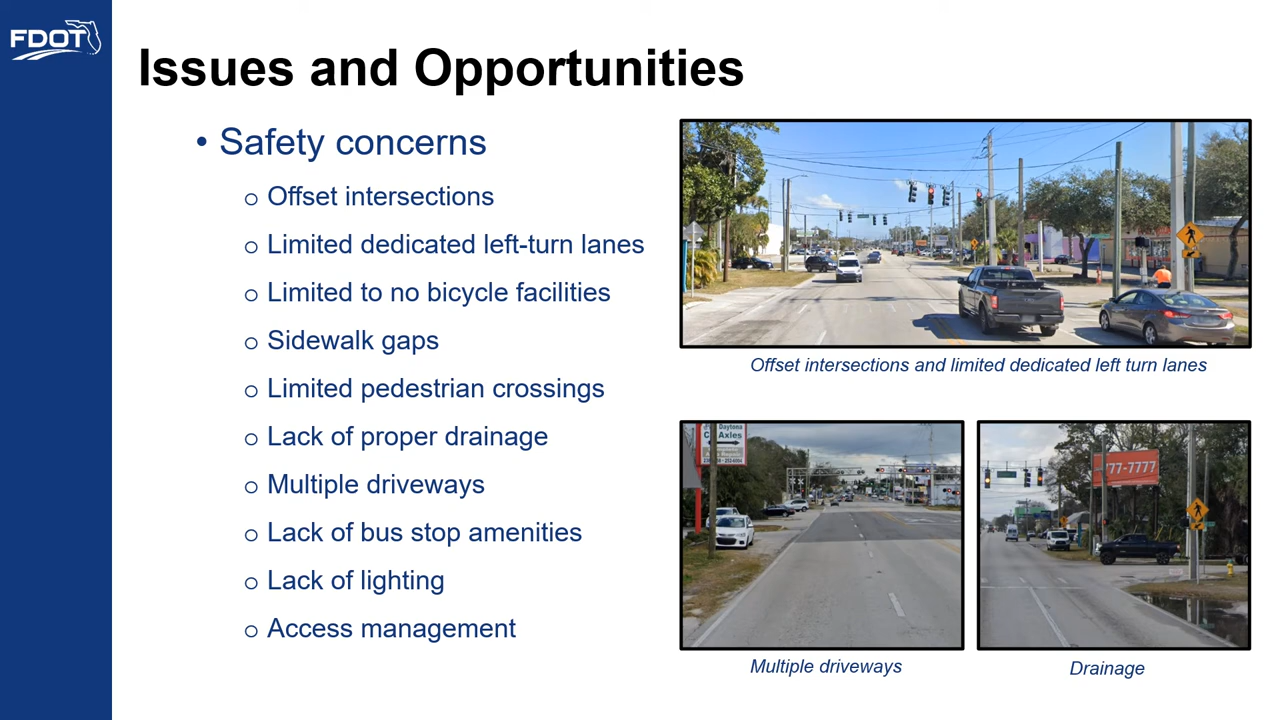 FDOT
Issues and Opportunities
• Safety concerns
o Offset intersections
o Limited dedicated left-turn lanes
o Limited to no bicycle facilities
o Sidewalk gaps
o Limited pedestrian crossings
o Lack of proper drainage
o Multiple driveways
o Lack of bus stop amenities
o Lack of lighting
o Access management
Offset intersections and limited dedicated left turn lanes
Daytona
Axles
777-7777
Multiple driveways
Drainage